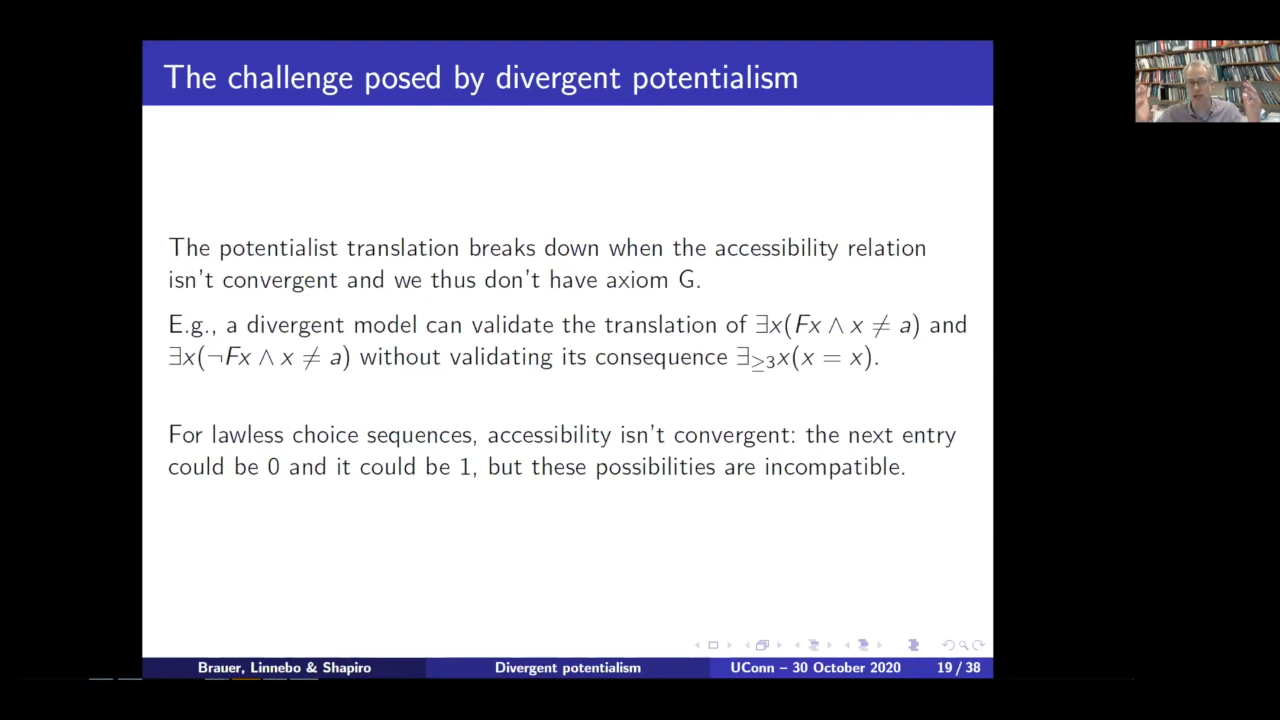 The challenge posed by divergent potentialism
The potentialist translation breaks down when the accessibility relation
isn't convergent and we thus don't have axiom G.
E.g., a divergent model can validate the translation of ∃x(Fx ∧ x ≠ a) and
∃x(¬Fx ∧ x ≠ a) without validating its consequence ∃≥3x(x = x).
For lawless choice sequences, accessibility isn't convergent: the next entry
could be 0 and it could be 1, but these possibilities are incompatible.
Brauer, Linnebo & Shapiro
Divergent potentialism
UConn – 30 October 2020
19 / 38